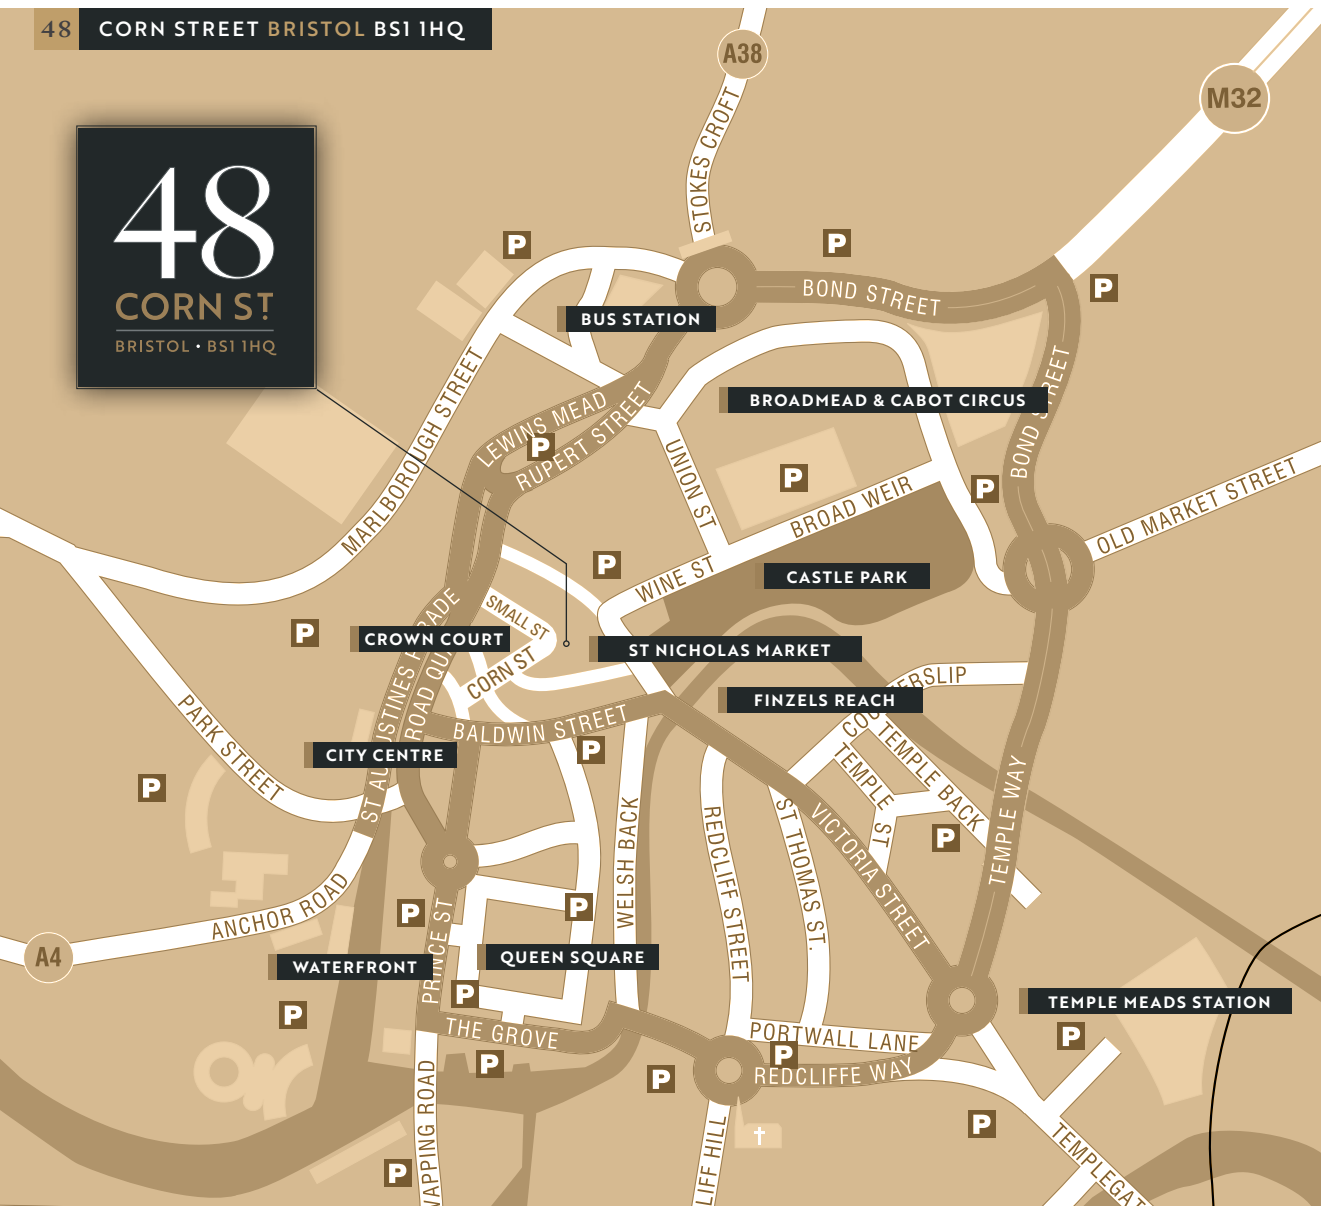 48 CORN STREET BRISTOL BS1 1HQ
A38
M32
48
CORN ST
BRISTOL • BS1 1HQ
STOKES CROFT
P
P
P
BOND STREET
BUS STATION
MARLBOROUGH STREET
LEWINS MEAD
P
RUPERT STREET
BROADMEAD & CABOT CIRCUS
BOND STREET
UNION ST
P
P
BROAD WEIR
OLD MARKET STREET
P
WINE ST
CASTLE PARK
SMALL ST
P
CROWN COURT
CORN ST
ST NICHOLAS MARKET
FINZELS REACH
PARK STREET
BALDWIN STREET
P
CITY CENTRE
P
TEMPLE BACK
TEMPLE ST
TEMPLE WAY
P
REDCLIFF STREET
ST THOMAS ST.
VICTORIA STREET
WELSH BACK
ANCHOR ROAD
A4
P
P
PRINCE ST
QUEEN SQUARE
WATERFRONT
P
P
THE GROVE
P
P
PORTWALL LANE
P
REDCLIFFE WAY
TEMPLE MEADS STATION
P
P
P